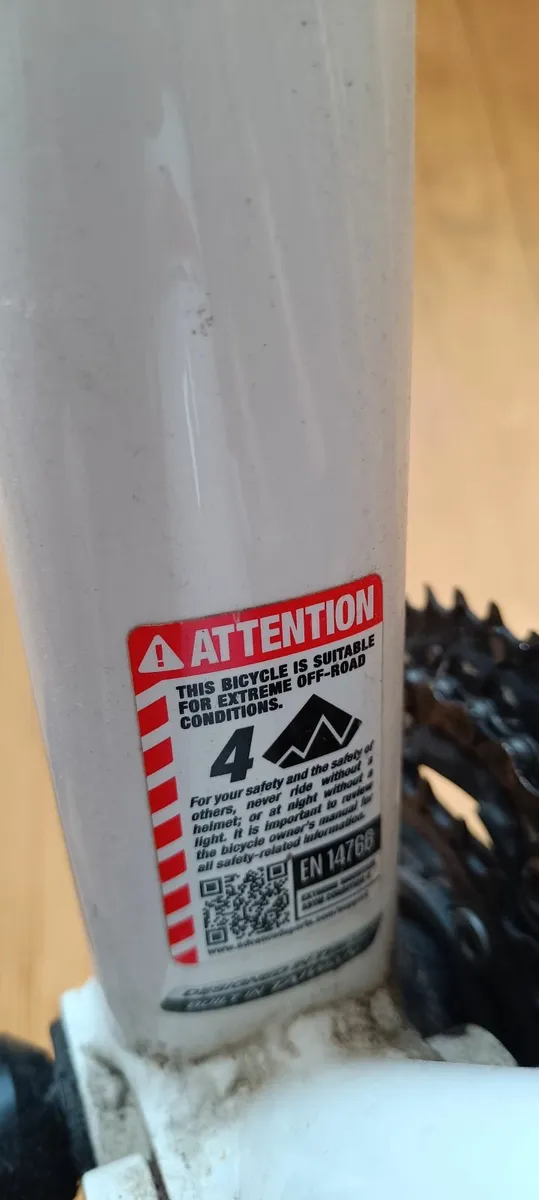 ATTENTION
THIS BICYCLE IS SUITABLE
FOR EXTREME OFF-ROAD
CONDITIONS.
4
For your safety and the safety of
others, never ride without a
helmet; or at night without a
light. It is important to review
the bicycle owner's manual for
all safety-related information.
EN 14766
DESIGNED IN
BUILT IN TAIWAN